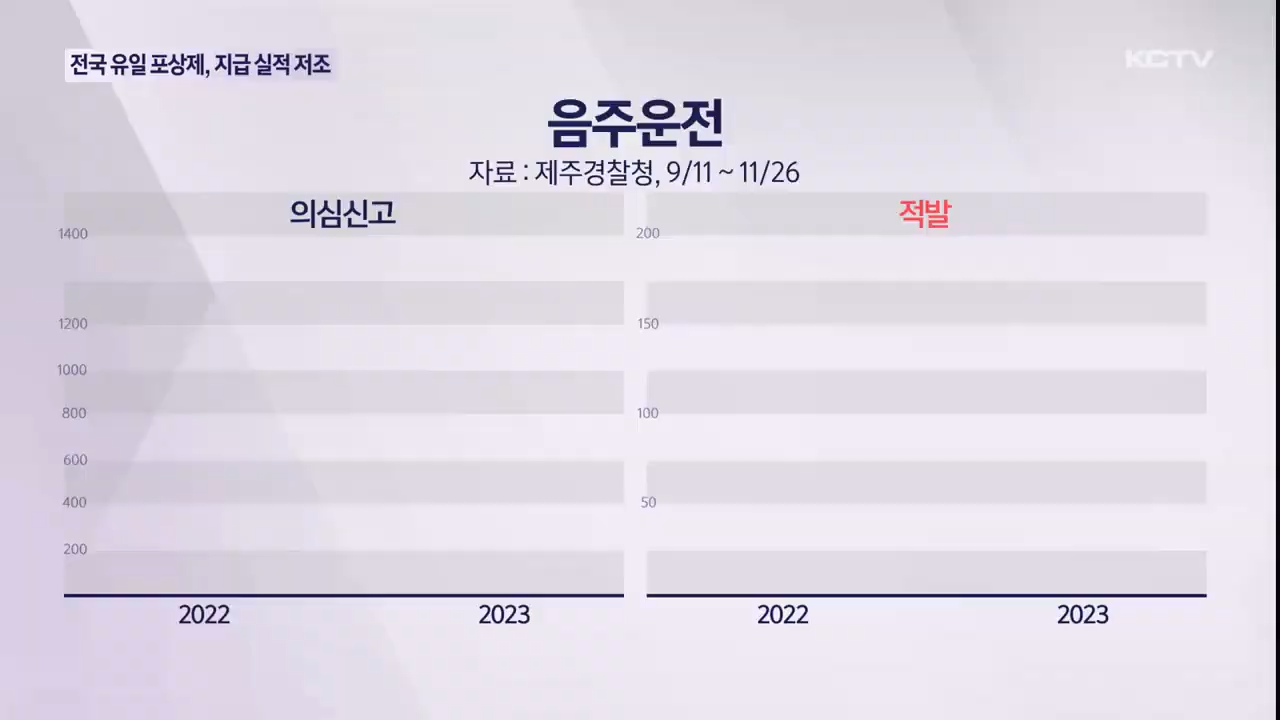 전국 유일 포상제, 지급 실적 저조
KCTV
음주운전
자료 : 제주경찰청, 9/11 ~ 11/26
의심신고
1400
1200
1000
800
600
400
200
2022 2023
적발
200
150
100
50
2022 2023